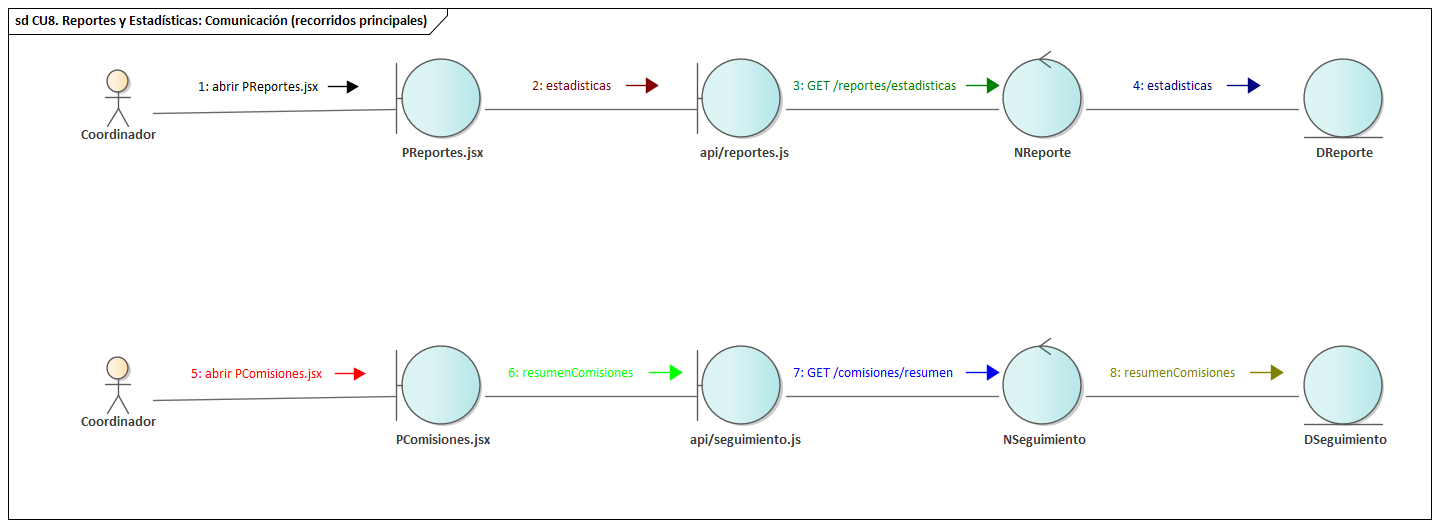 sd CU8. Reportes y Estadísticas: Comunicación (recorridos principales)
1: abrir PReportes.jsx
2: estadisticas
3: GET /reportes/estadisticas
4: estadisticas
Coordinador
PReportes.jsx
api/reportes.js
NReporte
DReporte
5: abrir PComisiones.jsx
6: resumenComisiones
7: GET /comisiones/resumen
8: resumenComisiones
Coordinador
PComisiones.jsx
api/seguimiento.js
NSeguimiento
DSeguimiento